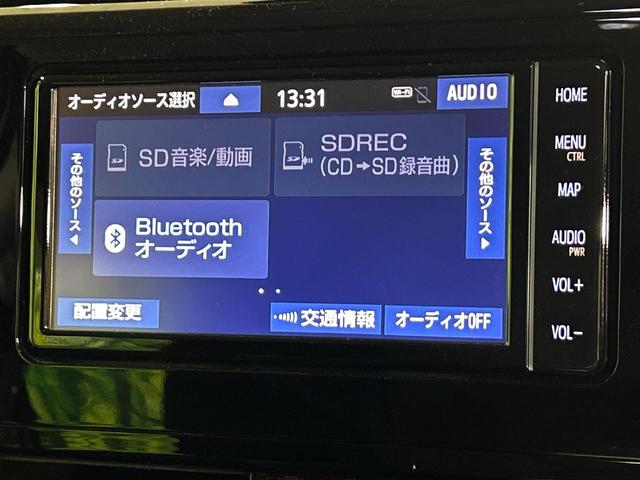 オーディオソース選択
13:31
Wi-Fi
AUDIO
その他のソース
SD音楽/動画
SDREC
(CD→SD録音曲)
その他のソース
Bluetooth
オーディオ
配置変更
交通情報
オーディオOFF
HOME
MENU
CTRL
MAP
AUDIO
PWR
VOL+
VOL−